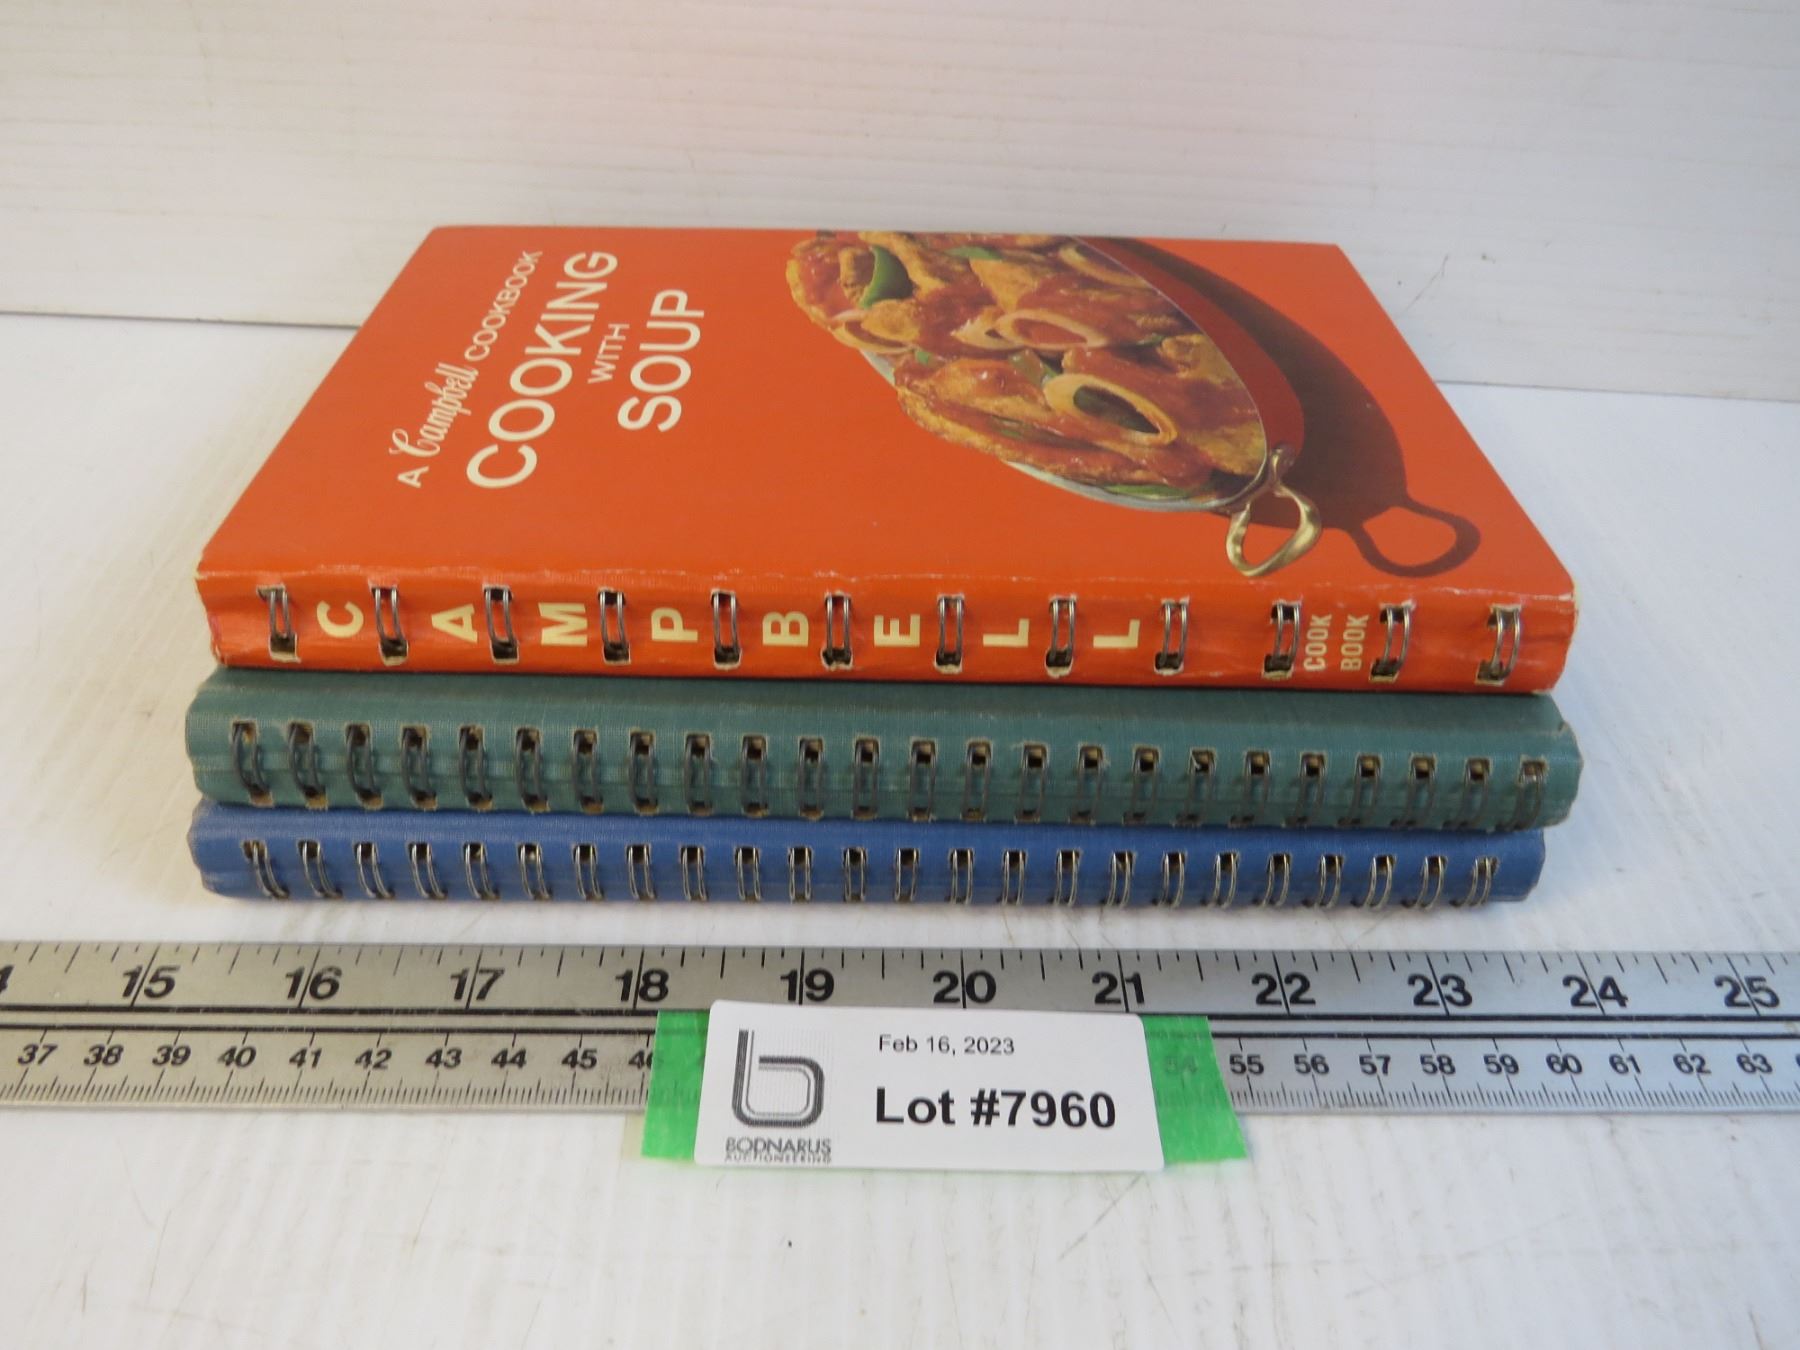 A Campbell COOKBOOK
COOKING
WITH
SOUP
CAMPBELL COOK BOOK
15 16 17 18 19 20 21 22 23 24 25
37 38 39 40 41 42 43 44 45 54 55 56 57 58 59 60 61 62 63
Feb 16, 2023
Lot #7960
BODNARUS
AUCTIONEERING